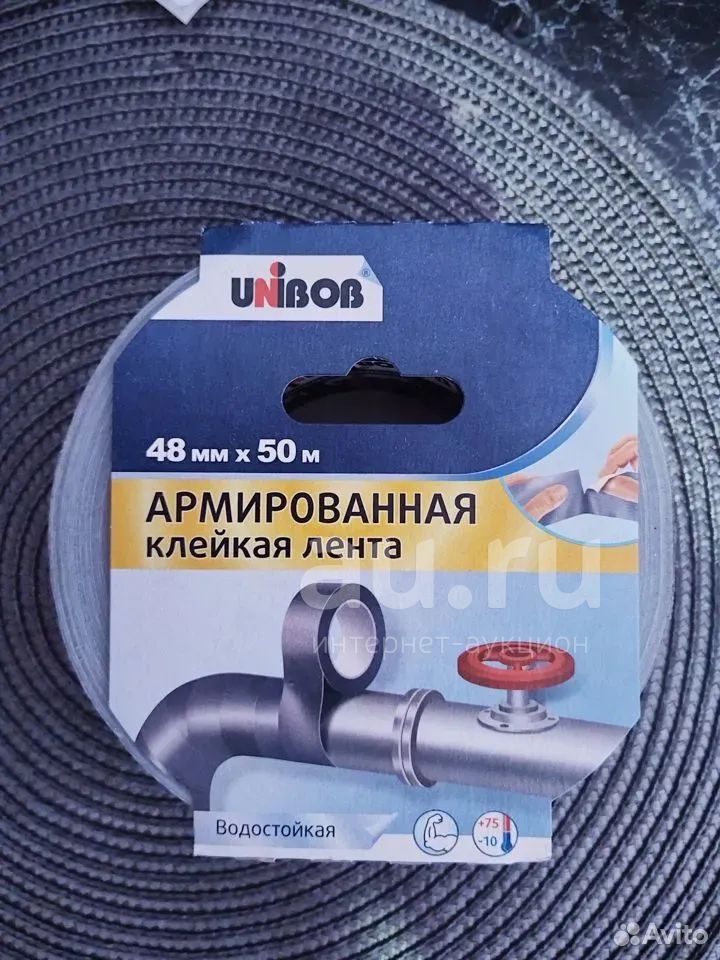 UNIBOB®
48 мм x 50 м
АРМИРОВАННАЯ
клейкая лента
au.ru
интернет-аукцион
Водостойкая
+75
-10
Avito